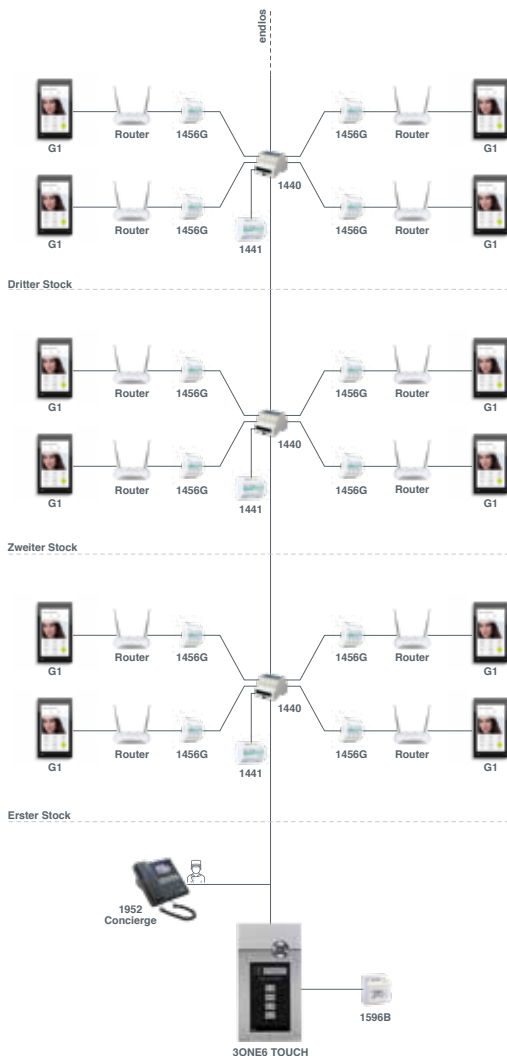 endlos
Router
1456G
1456G
Router
G1
G1
1440
Router
1456G
1456G
Router
G1
1441
G1
Dritter Stock
Router
1456G
1456G
Router
G1
G1
1440
Router
1456G
1456G
Router
G1
1441
G1
Zweiter Stock
Router
1456G
1456G
Router
G1
G1
1440
Router
1456G
1456G
Router
G1
1441
G1
Erster Stock
1952
Concierge
1596B
3ONE6 TOUCH